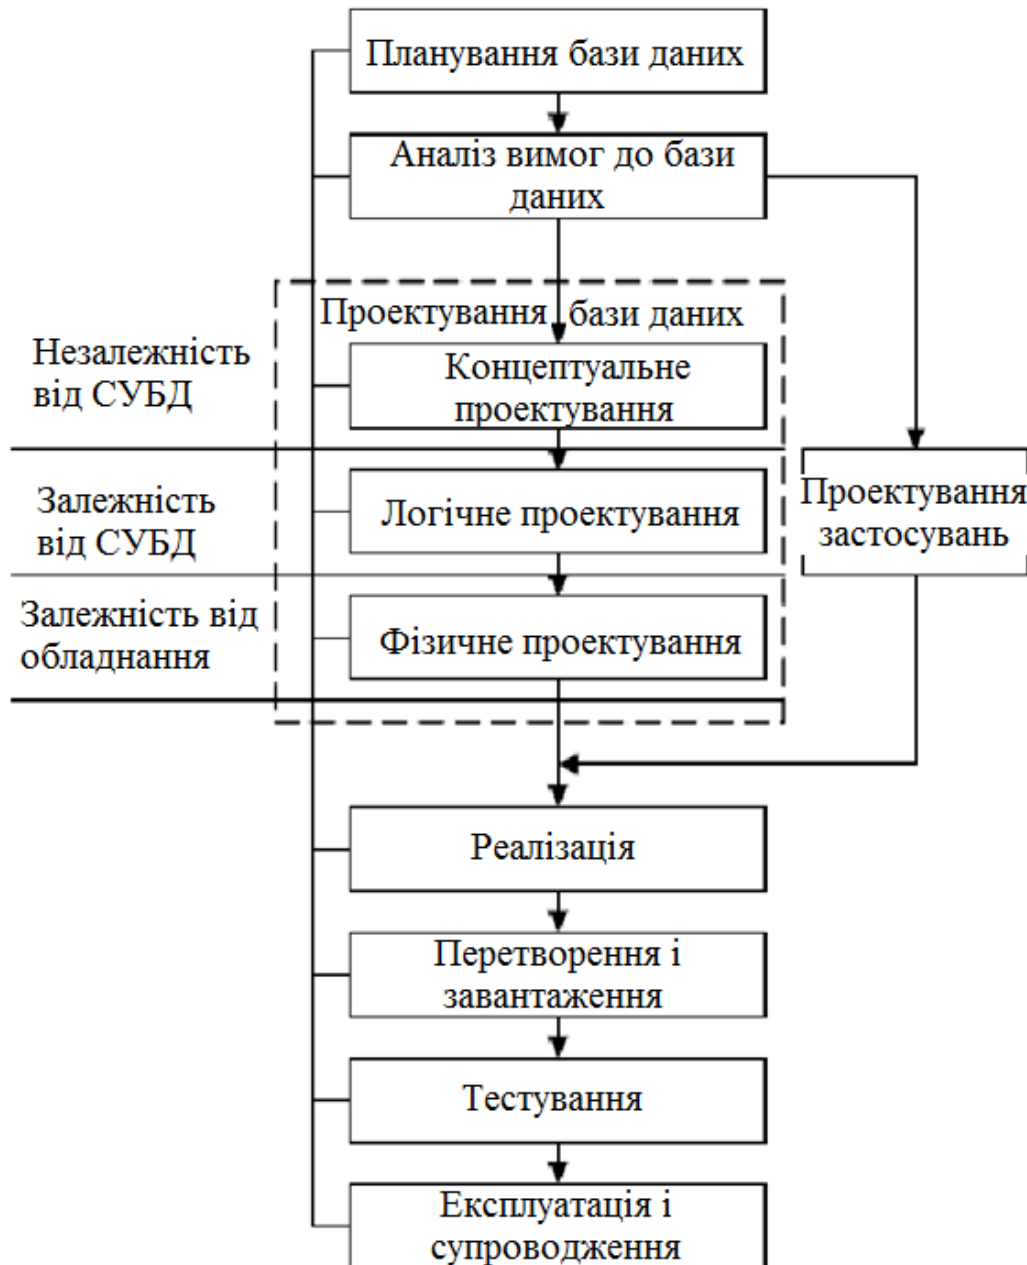 Планування бази даних
Аналіз вимог до бази
даних
Проектування бази даних
Незалежність
від СУБД
Концептуальне
проектування
Залежність
від СУБД
Логічне проектування
Проектування
застосувань
Залежність від
обладнання
Фізичне проектування
Реалізація
Перетворення і
завантаження
Тестування
Експлуатація і
супроводження